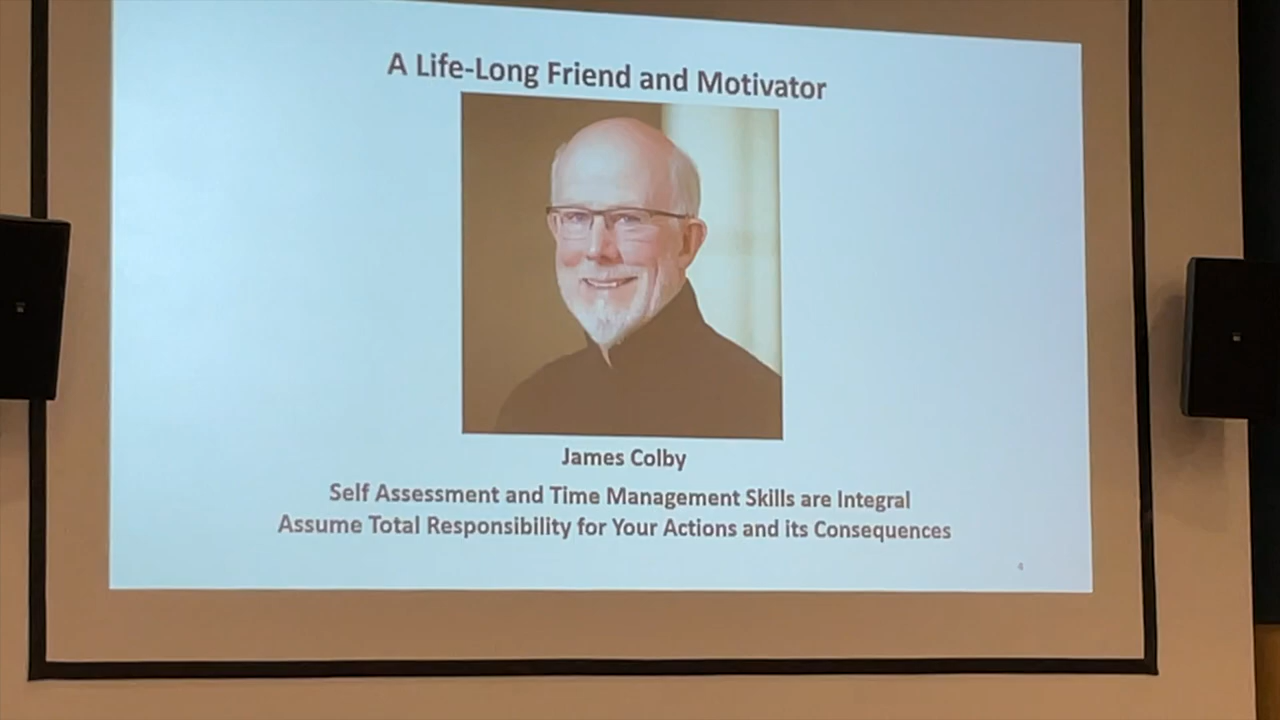 A Life-Long Friend and Motivator
James Colby
Self Assessment and Time Management Skills are Integral
Assume Total Responsibility for Your Actions and its Consequences
4